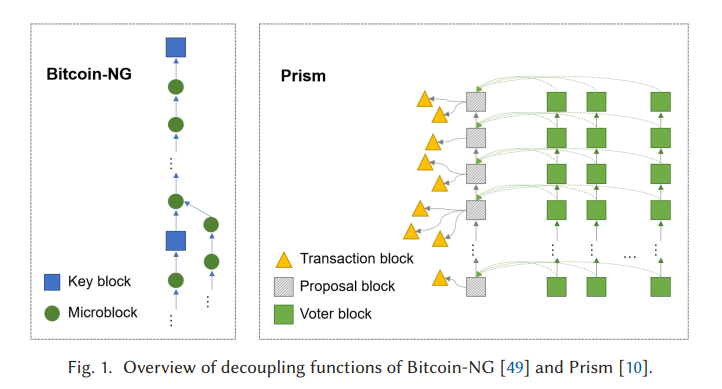 Bitcoin-NG
Key block
Microblock
Prism
Transaction block
Proposal block
Voter block
Fig. 1. Overview of decoupling functions of Bitcoin-NG [49] and Prism [10].